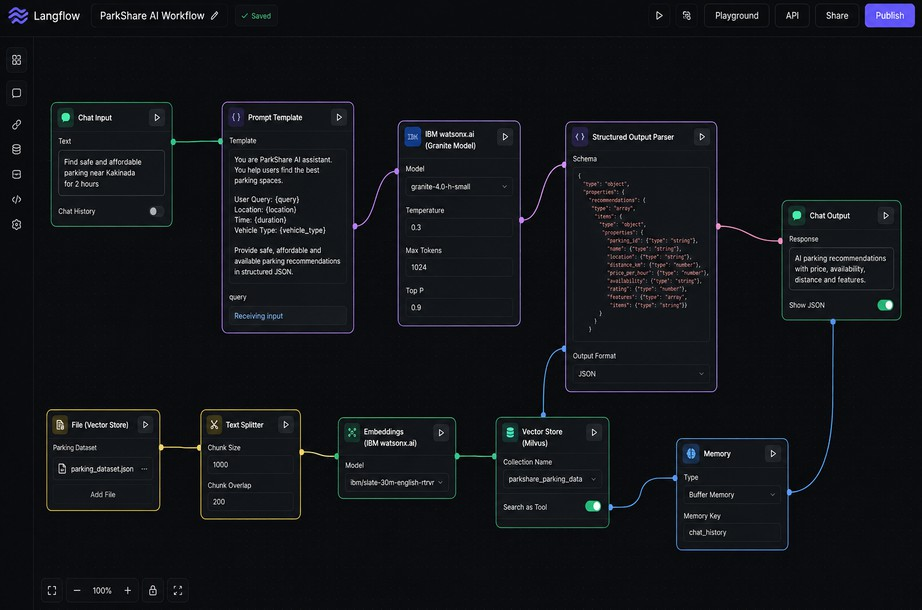 Langflow
ParkShare AI Workflow
Saved
Playground
API
Share
Publish
Chat Input
Text
Find safe and affordable
parking near Kakinada
for 2 hours
Chat History
{ } Prompt Template
Template
You are ParkShare AI assistant.
You help users find the best
parking spaces.
User Query: {query}
Location: {location}
Time: {duration}
Vehicle Type: {vehicle_type}
Provide safe, affordable and
available parking recommendations
in structured JSON.
query
Receiving input
IBM
IBM watsonx.ai
(Granite Model)
Model
granite-4.0-h-small
Temperature
0.3
Max Tokens
1024
Top P
0.9
{ } Structured Output Parser
Schema
{
"type": "object",
"properties": {
"recommendations": {
"type": "array",
"item": {
"type": "object",
"properties": {
"parking_id": {"type": "string"},
"name": {"type": "string"},
"location": {"type": "string"},
"distance_km": {"type": "number"},
"price_per_hour": {"type": "number"},
"availability": {"type": "string"},
"rating": {"type": "number"},
"features": {"type": "array",
"items": {"type": "string"}}
}
}
}
Output Format
JSON
Chat Output
Response
AI parking recommendations
with price, availability,
distance and features.
Show JSON
File (Vector Store)
Parking Dataset
parking_dataset.json ...
Add File
Text Splitter
Chunk Size
1000
Chunk Overlap
200
Embeddings
(IBM watsonx.ai)
Model
ibm/slate-30m-english-rtrvr
Vector Store
(Milvus)
Collection Name
parkshare_parking_data
Search as Tool
Memory
Type
Buffer Memory
Memory Key
chat_history
100%